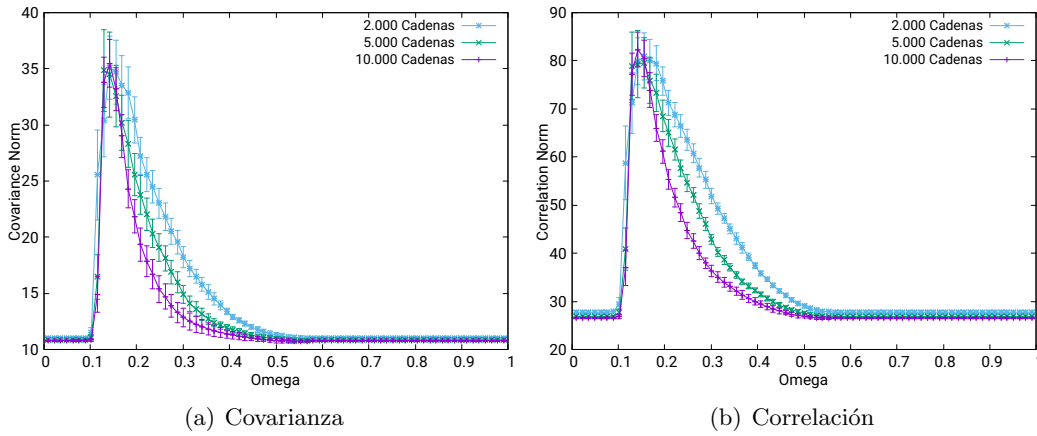 Covariance Norm
40
35
30
25
20
15
10
0 0.1 0.2 0.3 0.4 0.5 0.6 0.7 0.8 0.9 1
Omega
2.000 Cadenas
5.000 Cadenas
10.000 Cadenas
(a) Covarianza
Correlation Norm
90
80
70
60
50
40
30
20
0 0.1 0.2 0.3 0.4 0.5 0.6 0.7 0.8 0.9 1
Omega
2.000 Cadenas
5.000 Cadenas
10.000 Cadenas
(b) Correlación